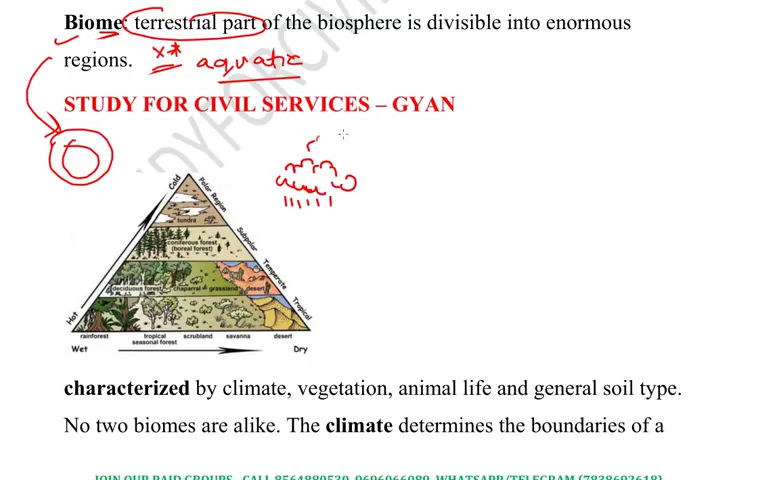 Biome: terrestrial part of the biosphere is divisible into enormous
regions. aquatic
STUDY FOR CIVIL SERVICES – GYAN
Cold
Polar Region
tundra
coniferous forest
(boreal forest)
Subpolar
Temperate
deciduous forest chaparral grassland desert
Tropical
Hot
rainforest tropical seasonal forest scrubland savanna desert
Wet Dry
characterized by climate, vegetation, animal life and general soil type.
No two biomes are alike. The climate determines the boundaries of a